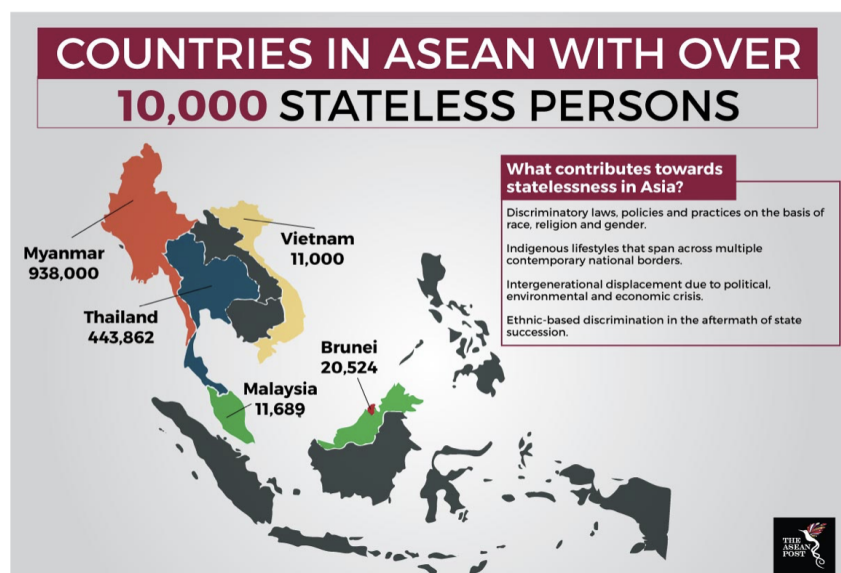 COUNTRIES IN ASEAN WITH OVER
10,000 STATELESS PERSONS
What contributes towards
statelessness in Asia?
Discriminatory laws, policies and practices on the basis of
race, religion and gender.
Indigenous lifestyles that span across multiple
contemporary national borders.
Intergenerational displacement due to political,
environmental and economic crisis.
Ethnic-based discrimination in the aftermath of state
succession.
Myanmar
938,000
Vietnam
11,000
Thailand
443,862
Brunei
20,524
Malaysia
11,689
THE
ASEAN
POST